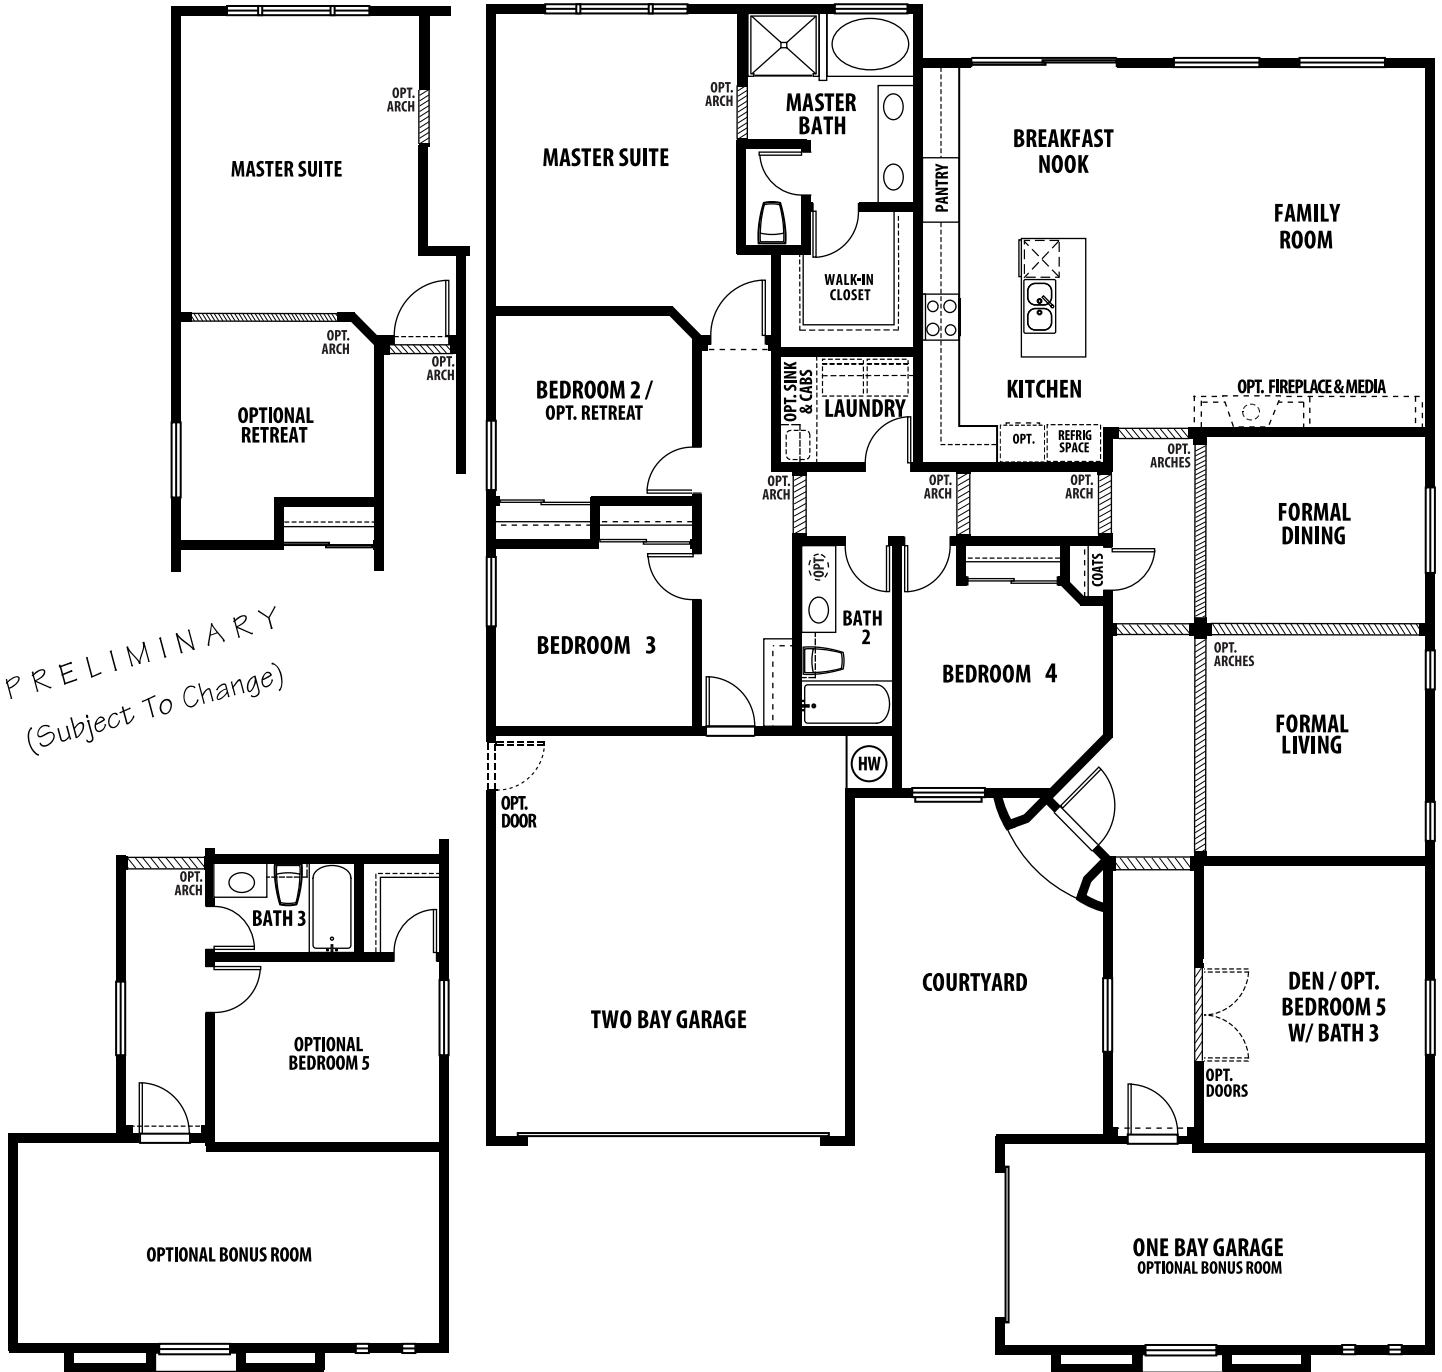 OPT.
ARCH
MASTER SUITE
OPT.
ARCH
OPT.
ARCH
OPTIONAL
RETREAT
OPT.
ARCH
MASTER SUITE
MASTER
BATH
WALK-IN
CLOSET
PANTRY
BREAKFAST
NOOK
FAMILY
ROOM
KITCHEN
OPT. FIREPLACE & MEDIA
OPT.
REFRIG
SPACE
BEDROOM 2 /
OPT. RETREAT
OPT. SINK
& CABS
LAUNDRY
OPT.
ARCH
OPT.
ARCH
OPT.
ARCH
OPT.
ARCHES
FORMAL
DINING
COATS
OPT
BATH
2
BEDROOM 3
BEDROOM 4
OPT.
ARCHES
FORMAL
LIVING
PRELIMINARY
(Subject To Change)
HW
OPT.
DOOR
TWO BAY GARAGE
COURTYARD
DEN / OPT.
BEDROOM 5
W/ BATH 3
OPT.
DOORS
ONE BAY GARAGE
OPTIONAL BONUS ROOM
OPT.
ARCH
BATH 3
OPTIONAL
BEDROOM 5
OPTIONAL BONUS ROOM